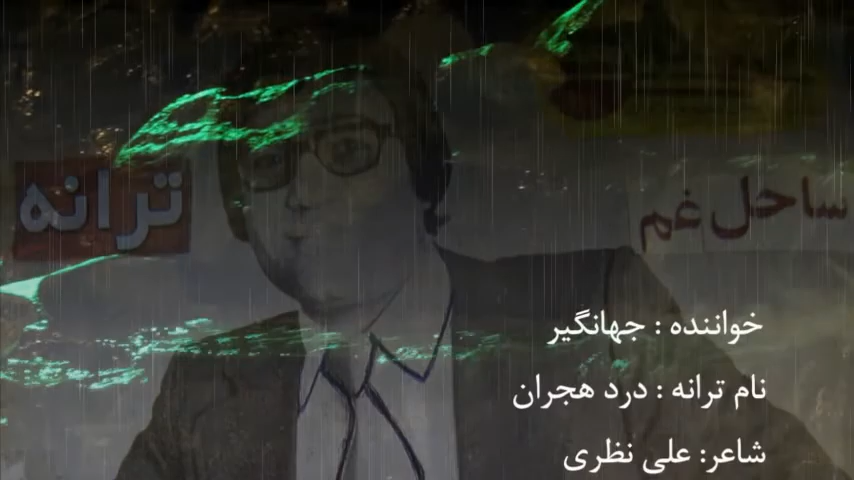 ساحل غم
ترانه
خواننده : جهانگیر
نام ترانه : درد هجران
شاعر: علی نظری